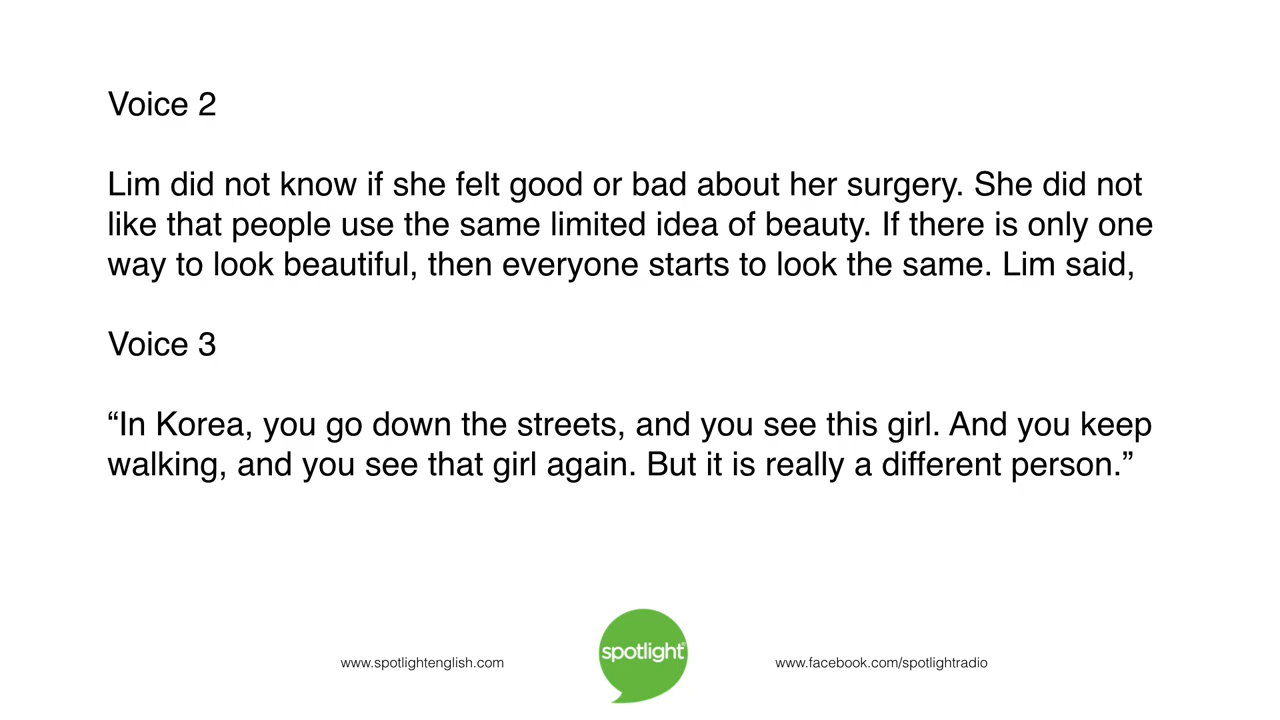 Voice 2
Lim did not know if she felt good or bad about her surgery. She did not
like that people use the same limited idea of beauty. If there is only one
way to look beautiful, then everyone starts to look the same. Lim said,
Voice 3
“In Korea, you go down the streets, and you see this girl. And you keep
walking, and you see that girl again. But it is really a different person.”
spotlight®
www.spotlightenglish.com
www.facebook.com/spotlightradio